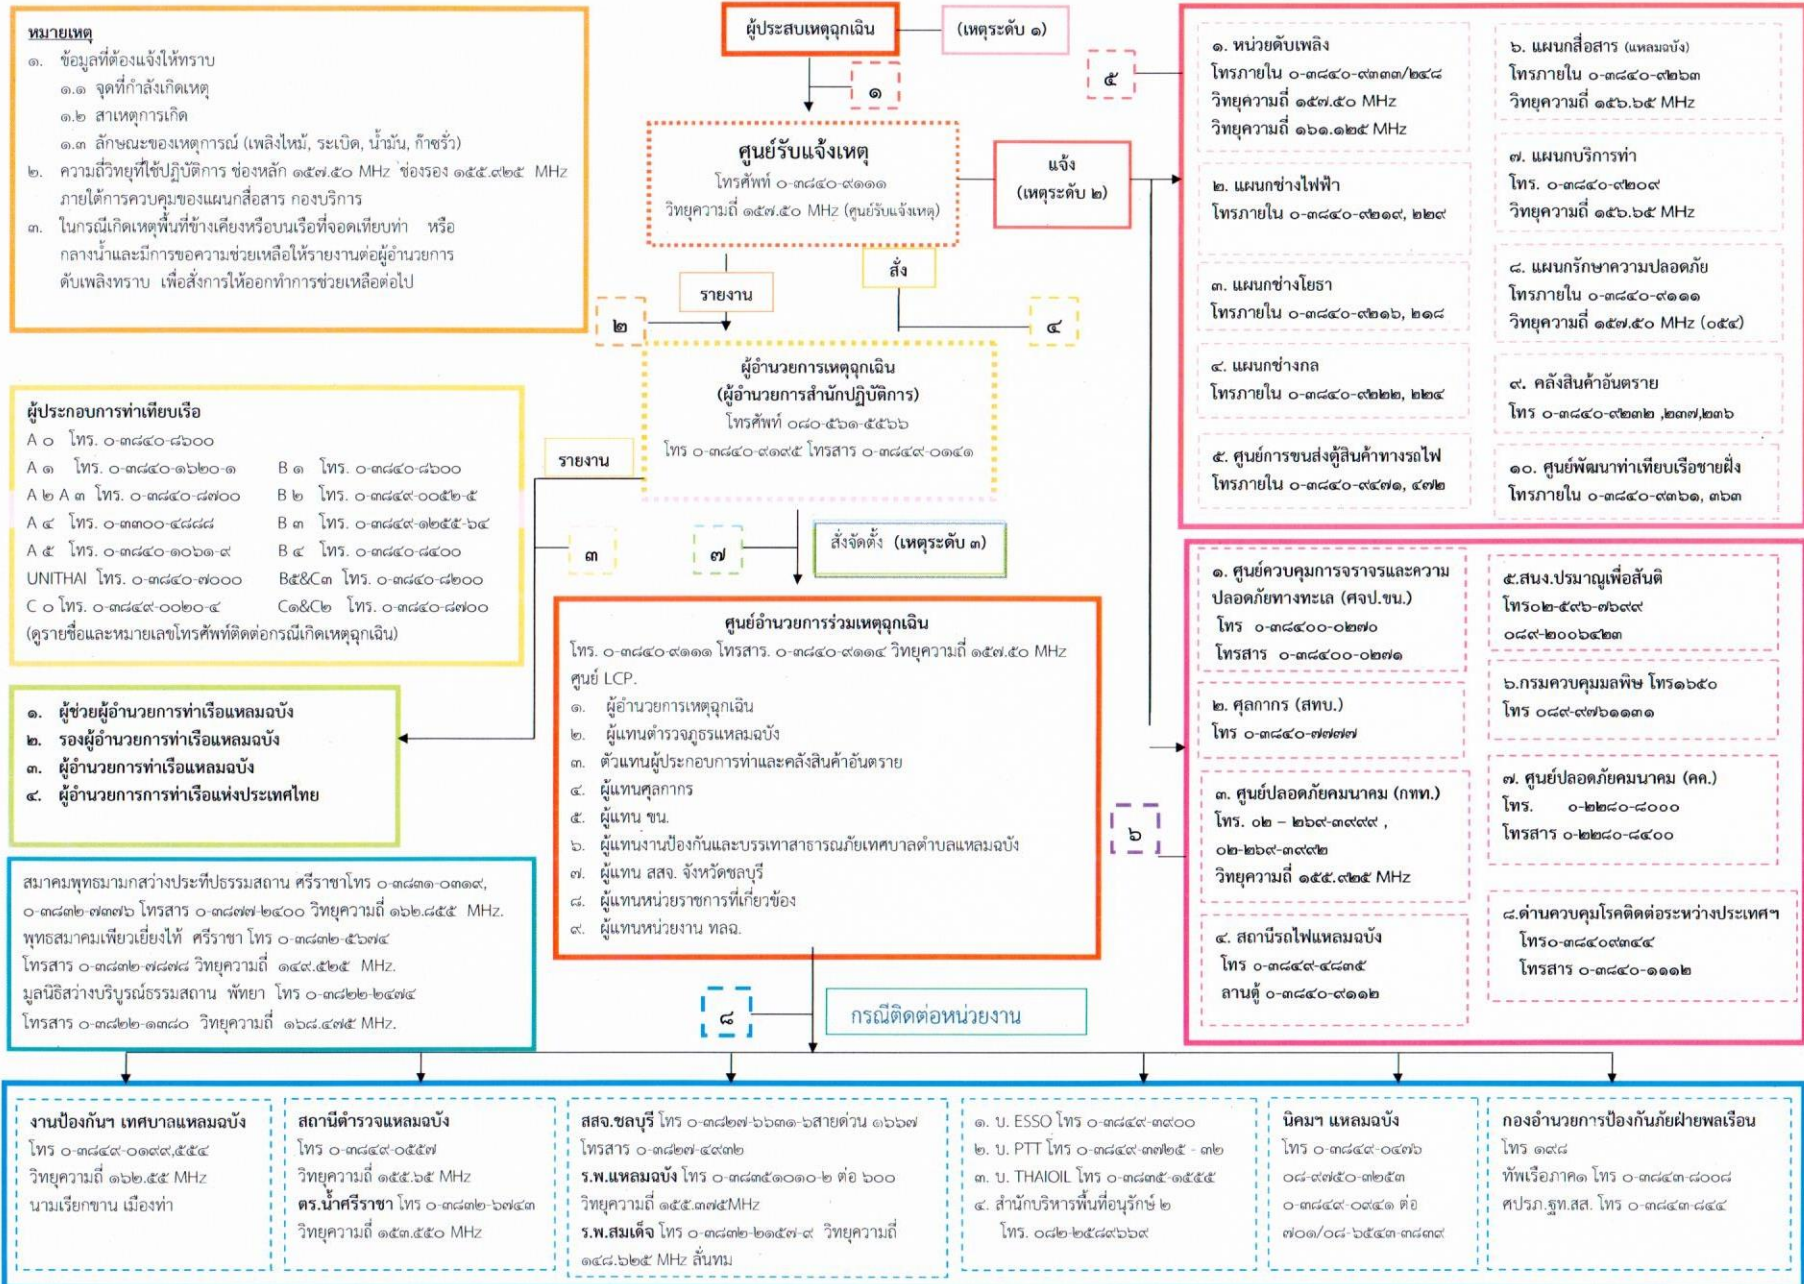 หมายเหตุ
๑. ข้อมูลที่ต้องแจ้งให้ทราบ
๑.๑ จุดที่กำลังเกิดเหตุ
๑.๒ สาเหตุการเกิด
๑.๓ ลักษณะของเหตุการณ์ (เพลิงไหม้, ระเบิด, น้ำมัน, ก๊าซรั่ว)
๒. ความถี่วิทยุที่ใช้ปฏิบัติการ ช่องหลัก ๑๕๗.๕๐ MHz ช่องรอง ๑๕๕.๙๒๕ MHz
ภายใต้การควบคุมของแผนกสื่อสาร กองบริการ
๓. ในกรณีเกิดเหตุพื้นที่ข้างเคียงหรือบนเรือที่จอดเทียบท่า หรือ
กลางน้ำและมีการขอความช่วยเหลือให้รายงานต่อผู้อำนวยการ
ดับเพลิงทราบ เพื่อสั่งการให้ออกทำการช่วยเหลือต่อไป
ผู้ประสบเหตุฉุกเฉิน
(เหตุระดับ ๑)
๑
ศูนย์รับแจ้งเหตุ
โทรศัพท์ ๐-๓๘๔๐-๙๑๑๑
วิทยุความถี่ ๑๕๗.๕๐ MHz (ศูนย์รับแจ้งเหตุ)
แจ้ง
(เหตุระดับ ๒)
รายงาน
สั่ง
๒
๔
ผู้อำนวยการเหตุฉุกเฉิน
(ผู้อำนวยการสำนักปฏิบัติการ)
โทรศัพท์ ๐๘๐-๕๖๑-๕๕๖๖
โทร ๐-๓๘๔๐-๙๑๙๕ โทรสาร ๐-๓๘๔๙-๐๑๔๑
รายงาน
๓
๗
สั่งจัดตั้ง (เหตุระดับ ๓)
๕
๑. หน่วยดับเพลิง
โทรภายใน ๐-๓๘๔๐-๙๓๓๓/๒๔๘
วิทยุความถี่ ๑๕๗.๕๐ MHz
วิทยุความถี่ ๑๖๑.๑๒๕ MHz
๒. แผนกช่างไฟฟ้า
โทรภายใน ๐-๓๘๔๐-๙๒๑๙, ๒๒๙
๓. แผนกช่างโยธา
โทรภายใน ๐-๓๘๔๐-๙๒๑๖, ๒๑๘
๔. แผนกช่างกล
โทรภายใน ๐-๓๘๔๐-๙๒๒๒, ๒๒๔
๕. ศูนย์การขนส่งตู้สินค้าทางรถไฟ
โทรภายใน ๐-๓๘๔๐-๙๔๗๑, ๔๗๒
๖. แผนกสื่อสาร (แหลมฉบัง)
โทรภายใน ๐-๓๘๔๐-๙๒๖๓
วิทยุความถี่ ๑๕๖.๖๕ MHz
๗. แผนกบริการท่า
โทร. ๐-๓๘๔๐-๙๒๐๙
วิทยุความถี่ ๑๕๖.๖๕ MHz
๘. แผนกรักษาความปลอดภัย
โทรภายใน ๐-๓๘๔๐-๙๑๑๑
วิทยุความถี่ ๑๕๗.๕๐ MHz (๐๕๔)
๙. คลังสินค้าอันตราย
โทร ๐-๓๘๔๐-๙๒๓๒ ,๒๓๗,๒๓๖
๑๐. ศูนย์พัฒนาท่าเทียบเรือชายฝั่ง
โทรภายใน ๐-๓๘๔๐-๙๓๖๑, ๓๖๓
ผู้ประกอบการท่าเทียบเรือ
A ๐ โทร. ๐-๓๘๔๐-๘๖๐๐
A ๑ โทร. ๐-๓๘๔๐-๑๖๒๐-๑ B ๑ โทร. ๐-๓๘๔๐-๘๖๐๐
A ๒ A ๓ โทร. ๐-๓๘๔๐-๘๗๐๐ B ๒ โทร. ๐-๓๘๔๙-๐๐๕๒-๕
A ๔ โทร. ๐-๓๓๐๐-๔๘๘๘ B ๓ โทร. ๐-๓๘๔๙-๑๒๕๕-๖๔
A ๕ โทร. ๐-๓๘๔๐-๑๐๖๑-๙ B ๔ โทร. ๐-๓๘๔๐-๘๔๐๐
UNITHAI โทร. ๐-๓๘๔๐-๗๐๐๐ B๕&C๓ โทร. ๐-๓๘๔๐-๘๒๐๐
C ๐ โทร. ๐-๓๘๔๙-๐๐๒๐-๔ C๑&C๒ โทร. ๐-๓๘๔๐-๘๗๐๐
(ดูรายชื่อและหมายเลขโทรศัพท์ติดต่อกรณีเกิดเหตุฉุกเฉิน)
๑. ผู้ช่วยผู้อำนวยการท่าเรือแหลมฉบัง
๒. รองผู้อำนวยการท่าเรือแหลมฉบัง
๓. ผู้อำนวยการท่าเรือแหลมฉบัง
๔. ผู้อำนวยการการท่าเรือแห่งประเทศไทย
ศูนย์อำนวยการร่วมเหตุฉุกเฉิน
โทร. ๐-๓๘๔๐-๙๑๑๑ โทรสาร. ๐-๓๘๔๐-๙๑๑๔ วิทยุความถี่ ๑๕๗.๕๐ MHz
ศูนย์ LCP.
๑. ผู้อำนวยการเหตุฉุกเฉิน
๒. ผู้แทนตำรวจภูธรแหลมฉบัง
๓. ตัวแทนผู้ประกอบการท่าและคลังสินค้าอันตราย
๔. ผู้แทนศุลกากร
๕. ผู้แทน ขน.
๖. ผู้แทนงานป้องกันและบรรเทาสาธารณภัยเทศบาลตำบลแหลมฉบัง
๗. ผู้แทน สสจ. จังหวัดชลบุรี
๘. ผู้แทนหน่วยราชการที่เกี่ยวข้อง
๙. ผู้แทนหน่วยงาน ทลฉ.
๖
๑. ศูนย์ควบคุมการจราจรและความ
ปลอดภัยทางทะเล (ศจป.ขน.)
โทร ๐-๓๘๔๐๐-๐๒๗๐
โทรสาร ๐-๓๘๔๐๐-๐๒๗๑
๒. ศุลกากร (สทบ.)
โทร ๐-๓๘๔๐-๗๗๗๗
๓. ศูนย์ปลอดภัยคมนาคม (กทท.)
โทร. ๐๒ – ๒๖๙-๓๙๙๙ ,
๐๒-๒๖๙-๓๙๙๒
วิทยุความถี่ ๑๕๕.๙๒๕ MHz
๔. สถานีรถไฟแหลมฉบัง
โทร ๐-๓๘๔๙-๔๘๓๕
ลานตู้ ๐-๓๘๔๐-๙๑๑๒
๕.สนง.ปรมาณูเพื่อสันติ
โทร๐๒-๕๙๖-๗๖๙๙
๐๘๙-๒๐๐๖๔๒๓
๖.กรมควบคุมมลพิษ โทร๑๖๕๐
โทร ๐๘๙-๙๗๖๑๑๓๑
๗. ศูนย์ปลอดภัยคมนาคม (คค.)
โทร. ๐-๒๒๘๐-๘๐๐๐
โทรสาร ๐-๒๒๘๐-๘๔๐๐
๘.ด่านควบคุมโรคติดต่อระหว่างประเทศฯ
โทร๐-๓๘๔๐๙๓๔๔
โทรสาร ๐-๓๘๔๐-๑๑๑๒
สมาคมพุทธมามกสว่างประทีปธรรมสถาน ศรีราชาโทร ๐-๓๘๓๑-๐๓๑๙,
๐-๓๘๓๒-๗๓๗๖ โทรสาร ๐-๓๘๗๗-๒๔๐๐ วิทยุความถี่ ๑๖๒.๘๕๕ MHz.
พุทธสมาคมเพียวเยี่ยงไท้ ศรีราชา โทร ๐-๓๘๓๒-๕๖๗๔
โทรสาร ๐-๓๘๓๒-๗๘๗๘ วิทยุความถี่ ๑๔๙.๕๒๕ MHz.
มูลนิธิสว่างบริบูรณ์ธรรมสถาน พัทยา โทร ๐-๓๘๒๒-๒๔๗๔
โทรสาร ๐-๓๘๒๒-๑๓๘๐ วิทยุความถี่ ๑๖๘.๔๗๕ MHz.
๘
กรณีติดต่อหน่วยงาน
งานป้องกันฯ เทศบาลแหลมฉบัง
โทร ๐-๓๘๔๙-๐๑๙๙,๕๕๔
วิทยุความถี่ ๑๖๒.๕๕ MHz
นามเรียกขาน เมืองท่า
สถานีตำรวจแหลมฉบัง
โทร ๐-๓๘๔๙-๐๕๕๗
วิทยุความถี่ ๑๕๕.๖๕ MHz
ตร.น้ำศรีราชา โทร ๐-๓๘๓๒-๖๗๔๓
วิทยุความถี่ ๑๕๓.๕๕๐ MHz
สสจ.ชลบุรี โทร ๐-๓๘๒๗-๖๖๓๑-๖สายด่วน ๑๖๖๗
โทรสาร ๐-๓๘๒๗-๔๙๓๒
ร.พ.แหลมฉบัง โทร ๐-๓๘๓๕๑๐๑๐-๒ ต่อ ๖๐๐
วิทยุความถี่ ๑๕๕.๓๗๕MHz
ร.พ.สมเด็จ โทร ๐-๓๘๓๒-๒๑๕๗-๙ วิทยุความถี่
๑๔๘.๖๒๕ MHz ลั่นทม
๑. บ. ESSO โทร ๐-๓๘๔๙-๓๙๐๐
๒. บ. PTT โทร ๐-๓๘๔๙-๓๗๒๕ - ๓๒
๓. บ. THAIOIL โทร ๐-๓๘๓๕-๑๕๕๕
๔. สำนักบริหารพื้นที่อนุรักษ์ ๒
โทร. ๐๘๒-๒๕๘๙๖๖๙
นิคมฯ แหลมฉบัง
โทร ๐-๓๘๔๙-๐๔๗๖
๐๘-๙๗๕๐-๓๒๕๓
๐-๓๘๔๙-๐๙๔๑ ต่อ
๗๐๑/๐๘-๖๕๔๓-๓๘๓๙
กองอำนวยการป้องกันภัยฝ่ายพลเรือน
โทร ๑๙๘
ทัพเรือภาค๑ โทร ๐-๓๘๔๓-๘๐๐๘
ศปรภ.ฐท.สส. โทร ๐-๓๘๔๓-๘๔๔